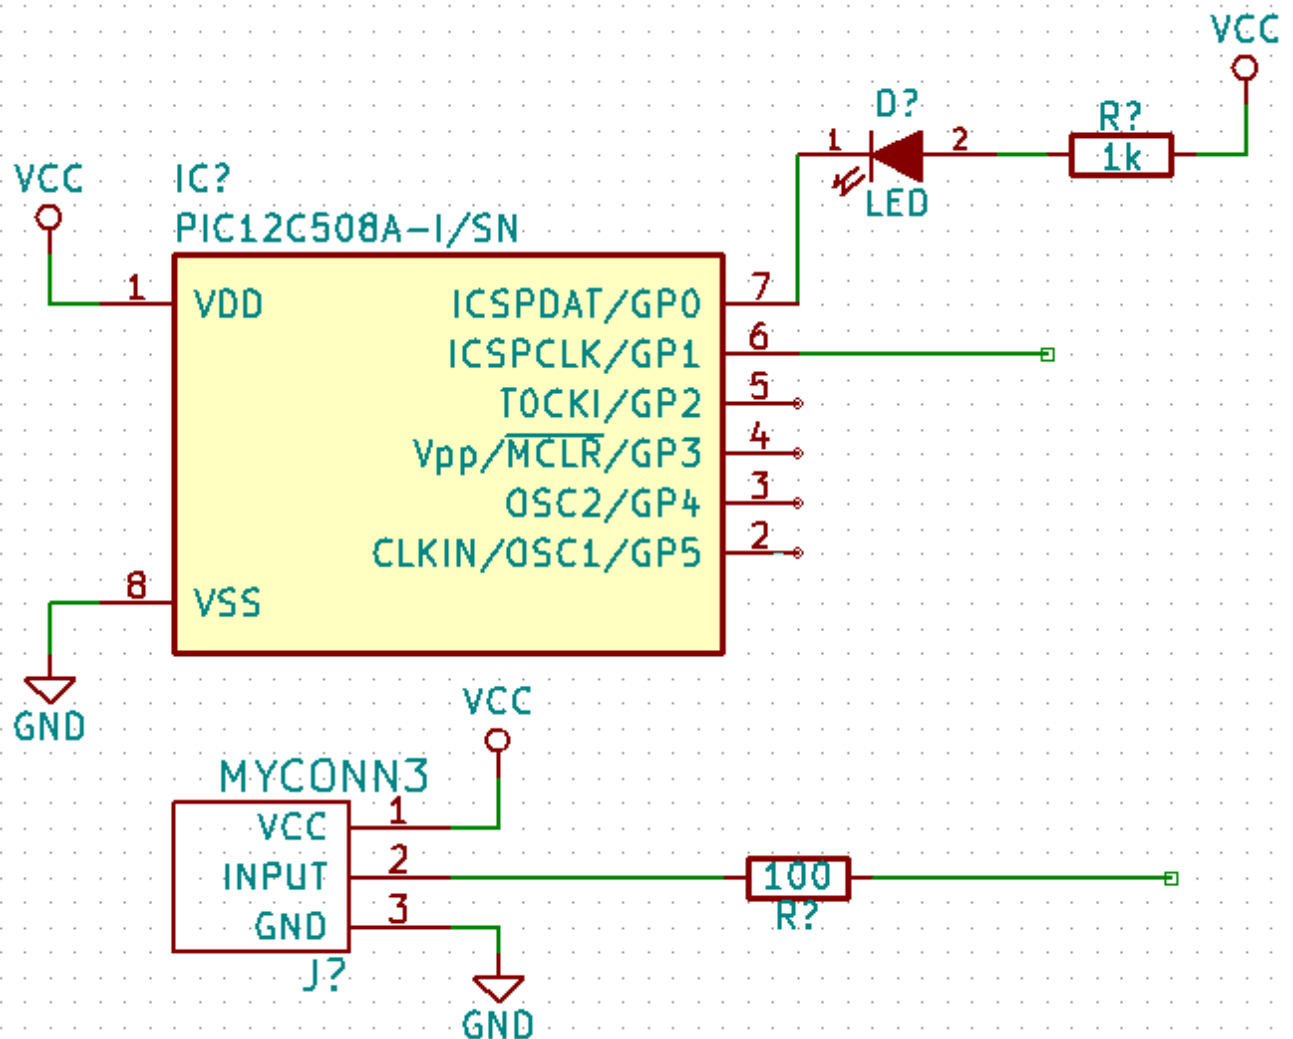 VCC
D?
R?
1
2
1k
LED
VCC
IC?
PIC12C508A-I/SN
1
VDD
ICSPDAT/GP0
7
ICSPCLK/GP1
6
T0CKI/GP2
5
Vpp/MCLR/GP3
4
OSC2/GP4
3
CLKIN/OSC1/GP5
2
8
VSS
GND
VCC
MYCONN3
VCC
1
INPUT
2
100
R?
GND
3
J?
GND